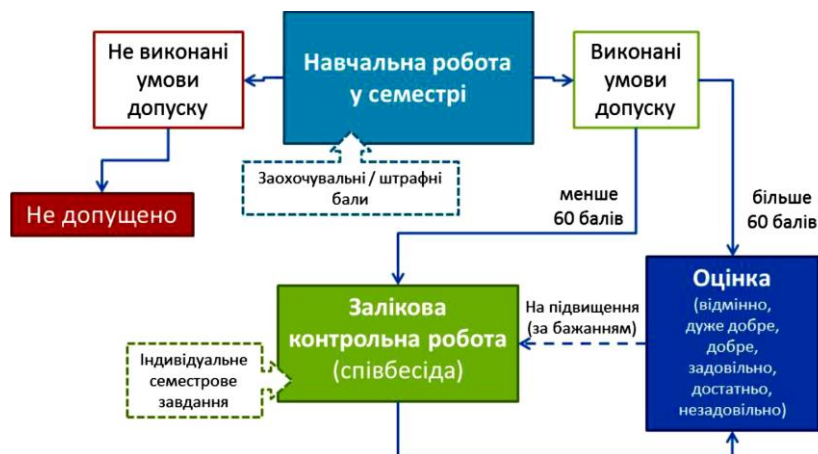 Не виконані
умови
допуску
Навчальна робота
у семестрі
Виконані
умови
допуску
Заохочувальні / штрафні
бали
Не допущено
менше
60 балів
більше
60 балів
Залікова
контрольна робота
(співбесіда)
На підвищення
(за бажанням)
Оцінка
(відмінно,
дуже добре,
добре,
задовільно,
достатньо,
незадовільно)
Індивідуальне
семестрове
завдання